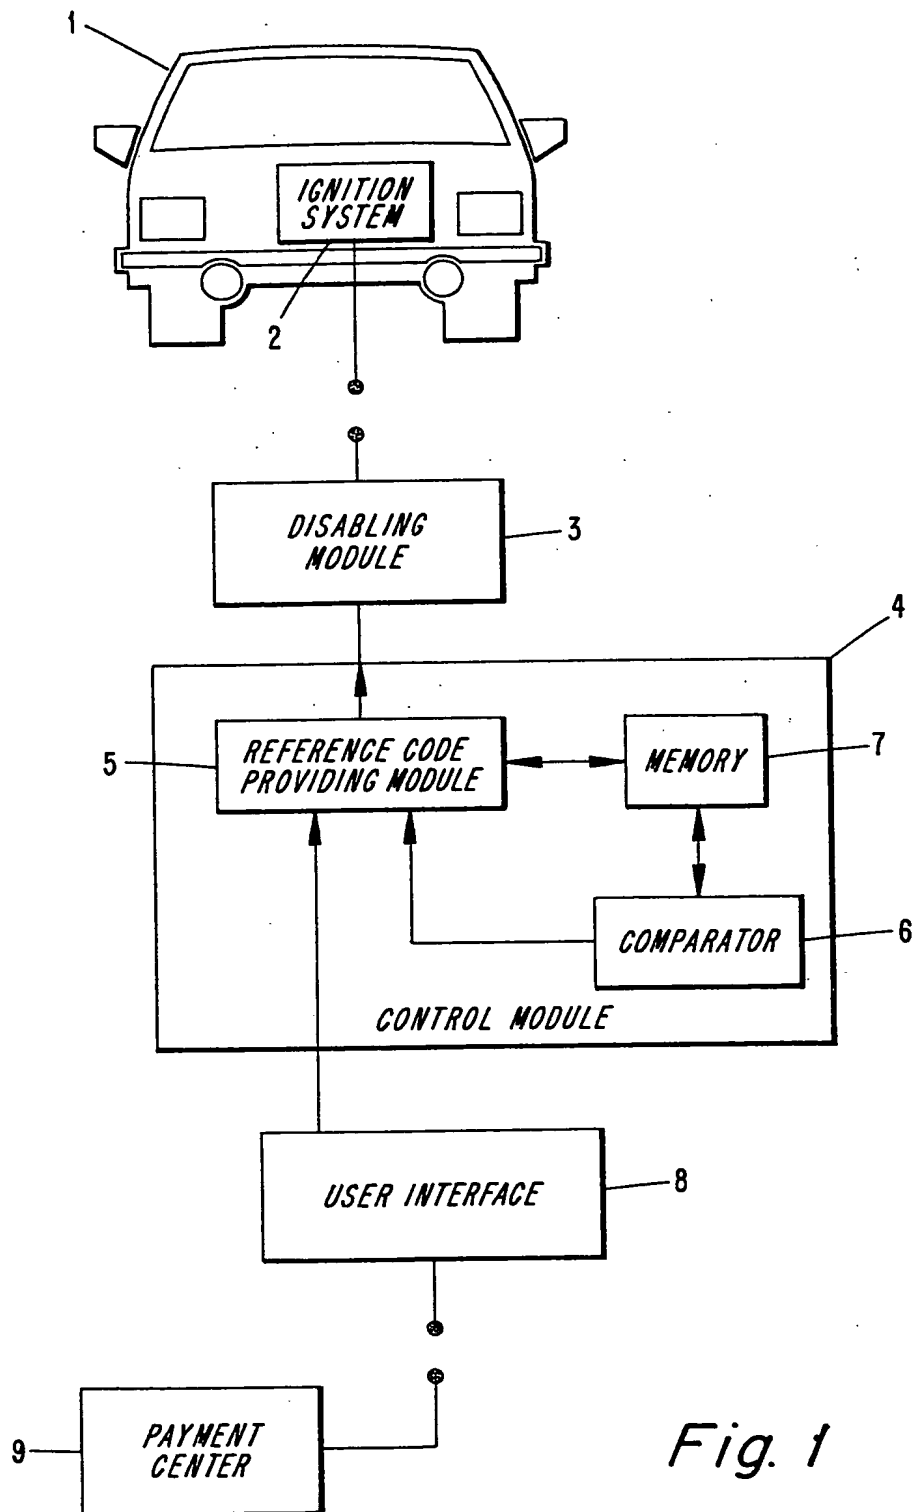 1
IGNITION
SYSTEM
2
DISABLING
MODULE
3
4
5
REFERENCE CODE
PROVIDING MODULE
MEMORY
7
COMPARATOR
6
CONTROL MODULE
USER INTERFACE
8
9
PAYMENT
CENTER
Fig. 1